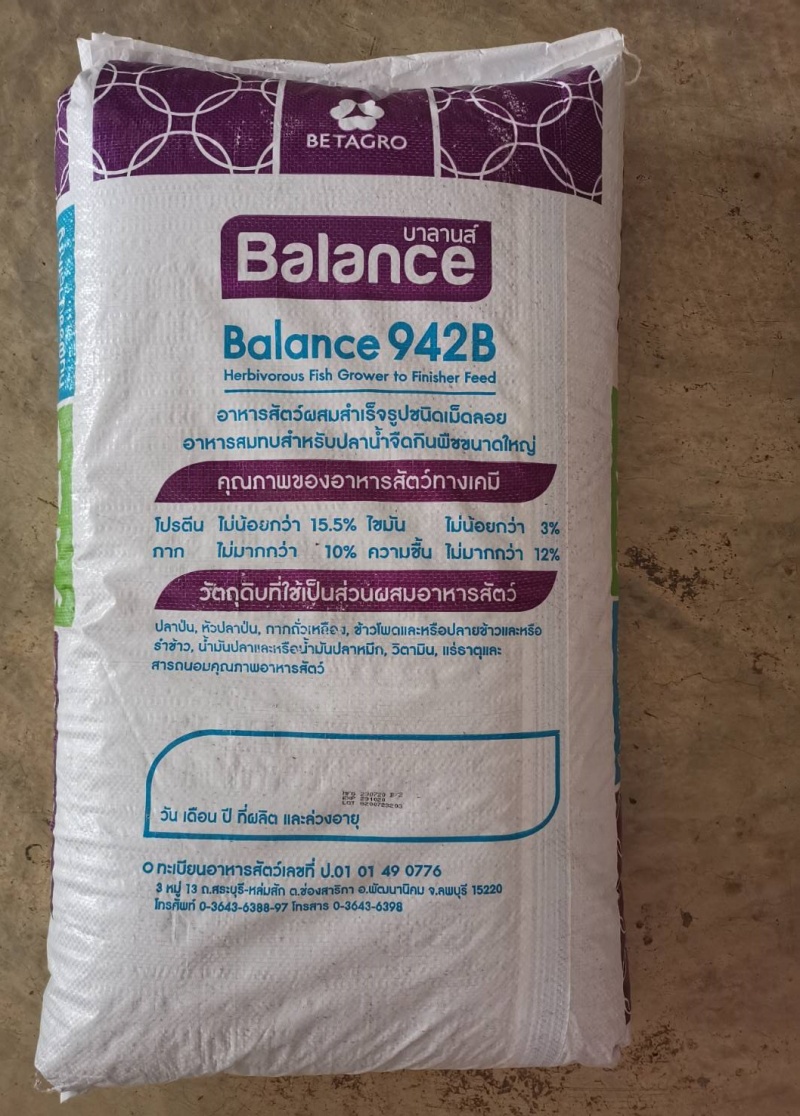 BETAGRO
บาลานส์
Balance
Balance 942B
Herbivorous Fish Grower to Finisher Feed
อาหารสัตว์ผสมสำเร็จรูปชนิดเม็ดลอย
อาหารสมทบสำหรับปลาน้ำจืดกินพืชขนาดใหญ่
คุณภาพของอาหารสัตว์ทางเคมี
โปรตีน ไม่น้อยกว่า 15.5% ไขมัน ไม่น้อยกว่า 3%
กาก ไม่มากกว่า 10% ความชื้น ไม่มากกว่า 12%
วัตถุดิบที่ใช้เป็นส่วนผสมอาหารสัตว์
ปลาป่น, หัวปลาป่น, กากถั่วเหลือง, ข้าวโพดและหรือปลายข้าวและหรือ
รำข้าว, น้ำมันปลาและหรือน้ำมันปลาหมึก, วิตามิน, แร่ธาตุและ
สารถนอมคุณภาพอาหารสัตว์
MFG 290720
EXP 291020
LOT
วัน เดือน ปี ที่ผลิต และล่วงอายุ
ทะเบียนอาหารสัตว์เลขที่ ป.01 01 49 0776
3 หมู่ 13 ถ.สระบุรี-หล่มสัก ต.ช่องสาริกา อ.พัฒนานิคม จ.ลพบุรี 15220
โทรศัพท์ 0-3643-6388-97 โทรสาร 0-3643-6398